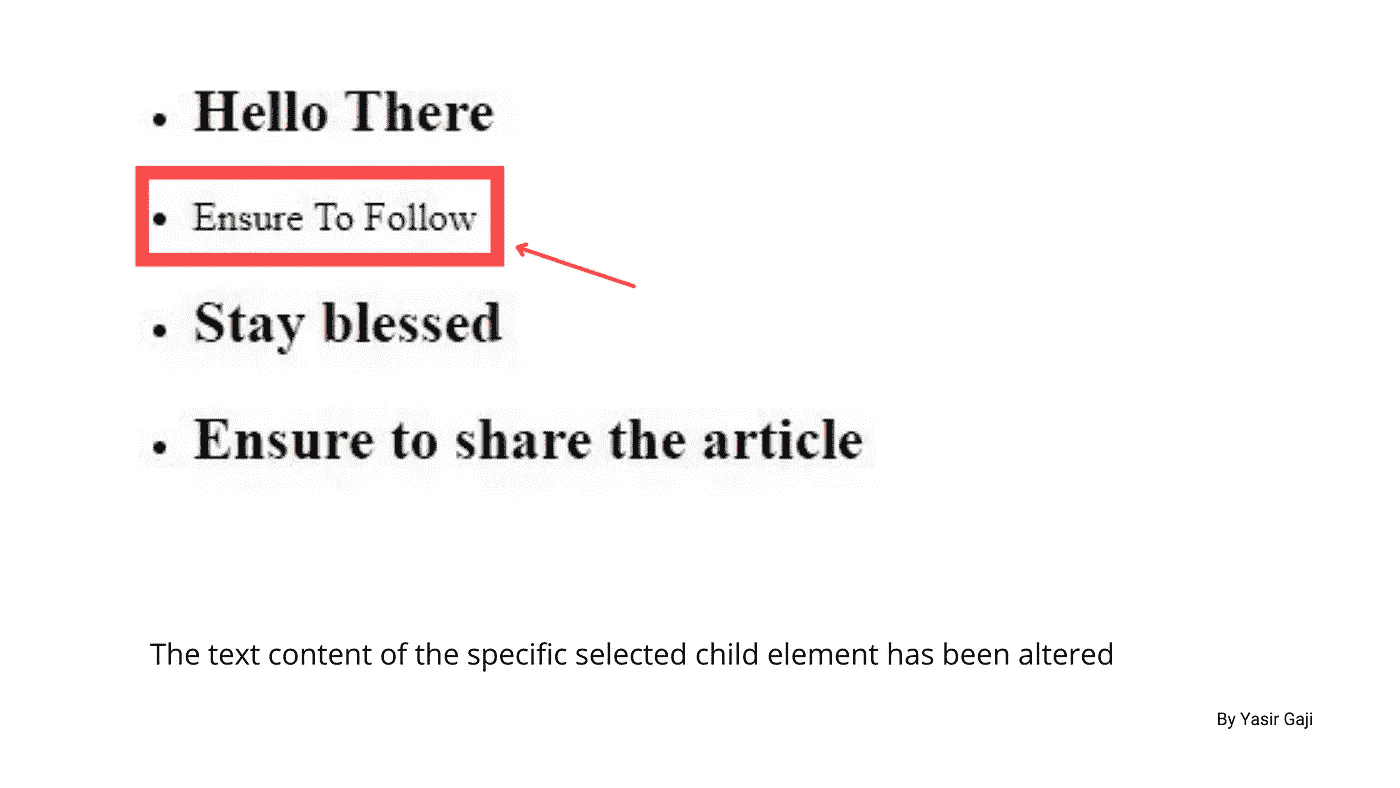 • Hello There
• Ensure To Follow
• Stay blessed
• Ensure to share the article
The text content of the specific selected child element has been altered
By Yasir Gaji